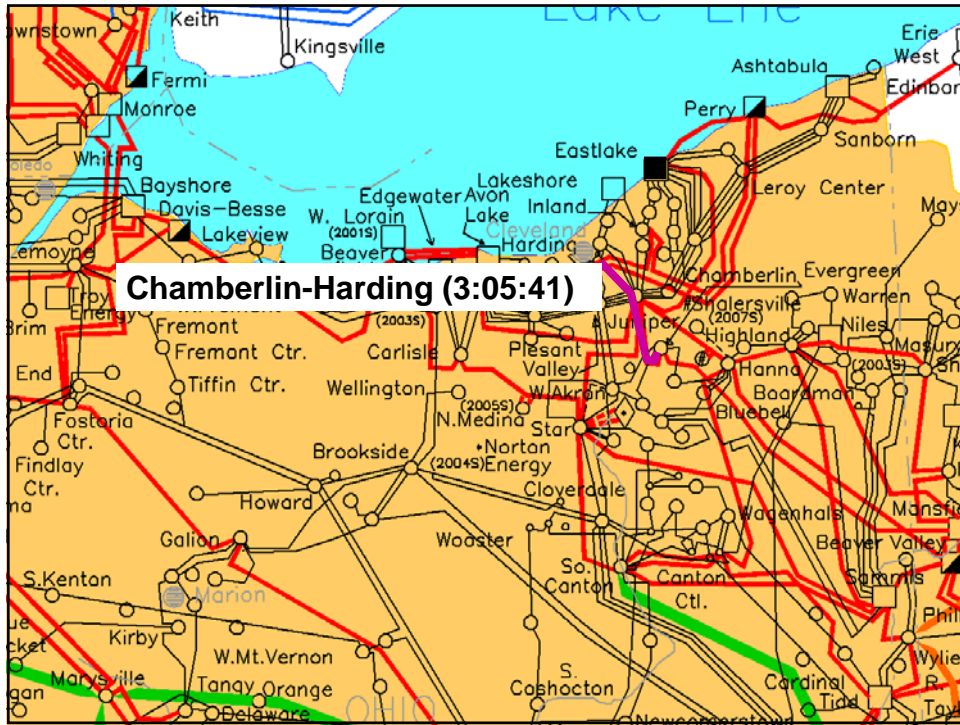 Lake Erie
Keith
Kingsville
Fermi
Monroe
Whiting
Bayshore
Davis-Besse
Lakeview
Lemoyne
Ashtabula
Erie
West
Perry
Sanborn
Eastlake
Leroy Center
Lakeshore
Inland
Edgewater
Avon
Lake
W. Lorain
(2001S)
Beaver
Harding
Cleveland
Chamberlin-Harding (3:05:41)
Chamberlin
Evergreen
Shalersville
(2007S)
Warren
Juniper
Highland
Niles
Energy
Brim
Fremont
(2003S)
Fremont Ctr.
Carlisle
Plesant
Valley
Hanna
(2003S)
End
Tiffin Ctr.
Wellington
W.Akron
Boardman
Bluebell
(2005S)
N.Medina
Star
Fostoria
Ctr.
Findlay
Ctr.
Brookside
(2004S)
Nortan
Energy
Howard
Cloverdale
Wagenhals
Galion
Wooster
Beaver Valley
S.Kenton
Marion
So.
Canton
Canton
Ctl.
Sammis
Kirby
W.Mt.Vernon
Wylie
R.
Marysville
Tangy
Orange
Delaware
OHIO
S.
Coshocton
Cardinal
Tidd
Newcomerstown